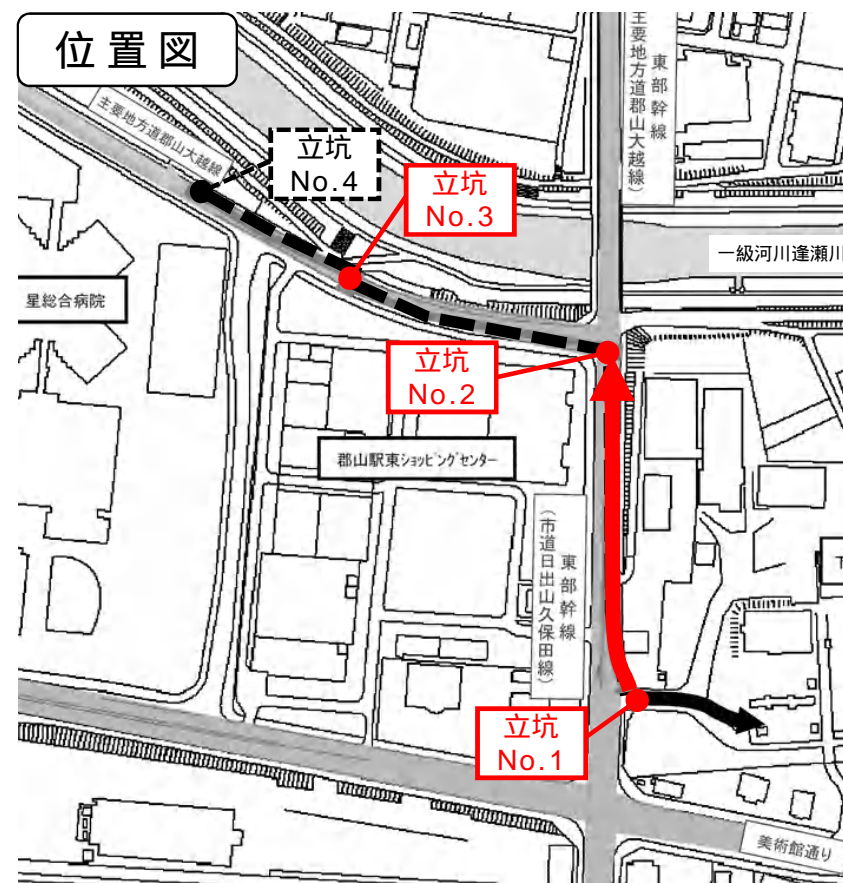 位置図
主要地方道郡山大越線
立坑
No.4
立坑
No.3
東部幹線
(主要地方道郡山大越線)
一級河川逢瀬川
星総合病院
立坑
No.2
郡山駅東ショッピングセンター
東部幹線
(市道日出山久保田線)
立坑
No.1
美術館通り